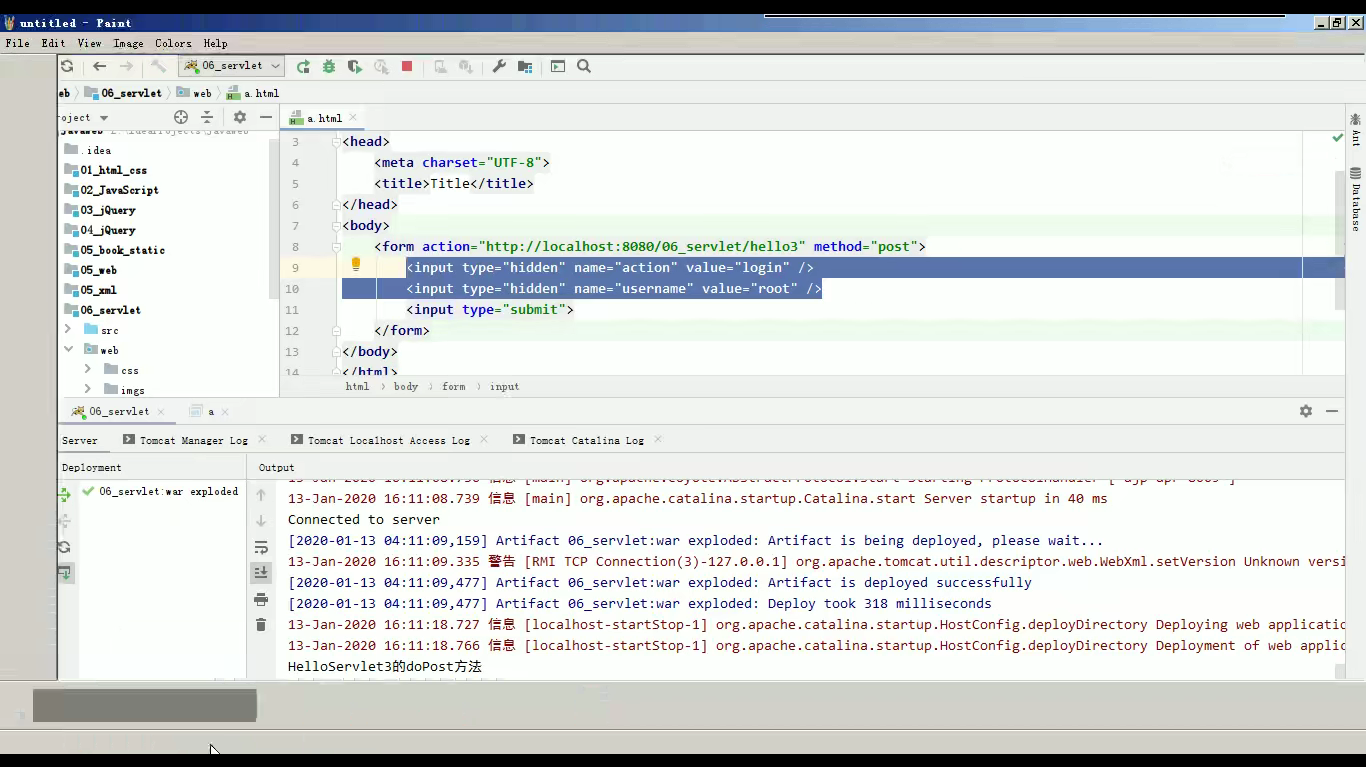 untitled - Paint
File Edit View Image Colors Help
06_servlet
eb 06_servlet web a.html
roject
a.html
.idea
01_html_css
02_JavaScript
03_jQuery
04_jQuery
05_book_static
05_web
05_xml
06_servlet
src
web
css
imgs
3 <head>
4 <meta charset="UTF-8">
5 <title>Title</title>
6 </head>
7 <body>
8 <form action="http://localhost:8080/06_servlet/hello3" method="post">
9 <input type="hidden" name="action" value="login" />
10 <input type="hidden" name="username" value="root" />
11 <input type="submit">
12 </form>
13 </body>
14 </html>
html body form input
Ant
Database
06_servlet a
Server Tomcat Manager Log Tomcat Localhost Access Log Tomcat Catalina Log
Deployment Output
06_servlet:war exploded
13-Jan-2020 16:11:08.739 信息 [main] org.apache.catalina.startup.Catalina.start Server startup in 40 ms
Connected to server
[2020-01-13 04:11:09,159] Artifact 06_servlet:war exploded: Artifact is being deployed, please wait...
13-Jan-2020 16:11:09.335 警告 [RMI TCP Connection(3)-127.0.0.1] org.apache.tomcat.util.descriptor.web.WebXml.setVersion Unknown versi
[2020-01-13 04:11:09,477] Artifact 06_servlet:war exploded: Artifact is deployed successfully
[2020-01-13 04:11:09,477] Artifact 06_servlet:war exploded: Deploy took 318 milliseconds
13-Jan-2020 16:11:18.727 信息 [localhost-startStop-1] org.apache.catalina.startup.HostConfig.deployDirectory Deploying web applicatio
13-Jan-2020 16:11:18.766 信息 [localhost-startStop-1] org.apache.catalina.startup.HostConfig.deployDirectory Deployment of web applic
HelloServlet3的doPost方法